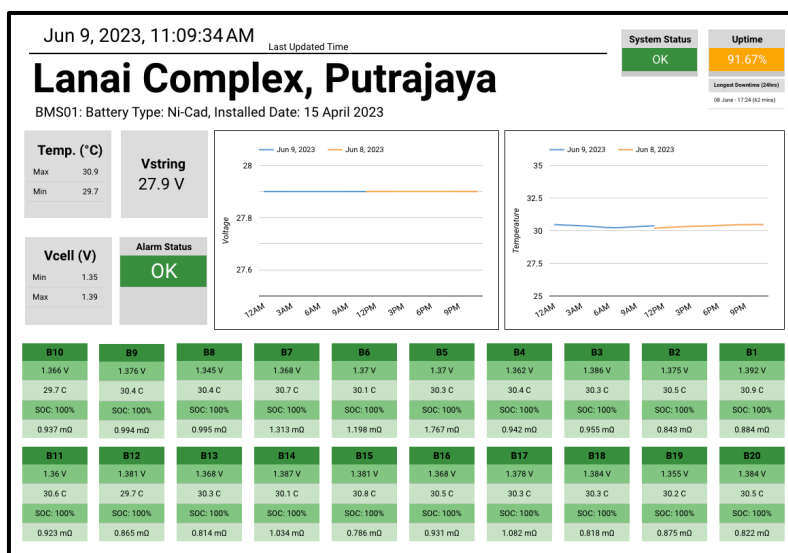 Jun 9, 2023, 11:09:34 AM
Last Updated Time
System Status
OK
Uptime
91.67%
Longest Downtime (24hrs)
08 June - 17:24 (62 mins)
Lanai Complex, Putrajaya
BMS01: Battery Type: Ni-Cad, Installed Date: 15 April 2023
Temp. (°C)
Max 30.9
Min 29.7
Vstring
27.9 V
Vcell (V)
Min 1.35
Max 1.39
Alarm Status
OK
Jun 9, 2023 Jun 8, 2023
Voltage
28
27.8
27.6
12AM 3AM 6AM 9AM 12PM 3PM 6PM 9PM
Jun 9, 2023 Jun 8, 2023
Temperature
35
32.5
30
27.5
25
12AM 3AM 6AM 9AM 12PM 3PM 6PM 9PM
B10 B9 B8 B7 B6 B5 B4 B3 B2 B1
1.366 V 1.376 V 1.345 V 1.368 V 1.37 V 1.37 V 1.362 V 1.386 V 1.375 V 1.392 V
29.7 C 30.4 C 30.4 C 30.7 C 30.1 C 30.3 C 30.4 C 30.3 C 30.5 C 30.9 C
SOC: 100% SOC: 100% SOC: 100% SOC: 100% SOC: 100% SOC: 100% SOC: 100% SOC: 100% SOC: 100% SOC: 100%
0.937 mΩ 0.994 mΩ 0.995 mΩ 1.313 mΩ 1.198 mΩ 1.767 mΩ 0.942 mΩ 0.955 mΩ 0.843 mΩ 0.884 mΩ
B11 B12 B13 B14 B15 B16 B17 B18 B19 B20
1.36 V 1.381 V 1.368 V 1.387 V 1.381 V 1.368 V 1.378 V 1.384 V 1.355 V 1.384 V
30.6 C 29.7 C 30.3 C 30.1 C 30.8 C 30.5 C 30.3 C 30.3 C 30.2 C 30.5 C
SOC: 100% SOC: 100% SOC: 100% SOC: 100% SOC: 100% SOC: 100% SOC: 100% SOC: 100% SOC: 100% SOC: 100%
0.923 mΩ 0.865 mΩ 0.814 mΩ 1.034 mΩ 0.786 mΩ 0.931 mΩ 1.082 mΩ 0.818 mΩ 0.875 mΩ 0.822 mΩ